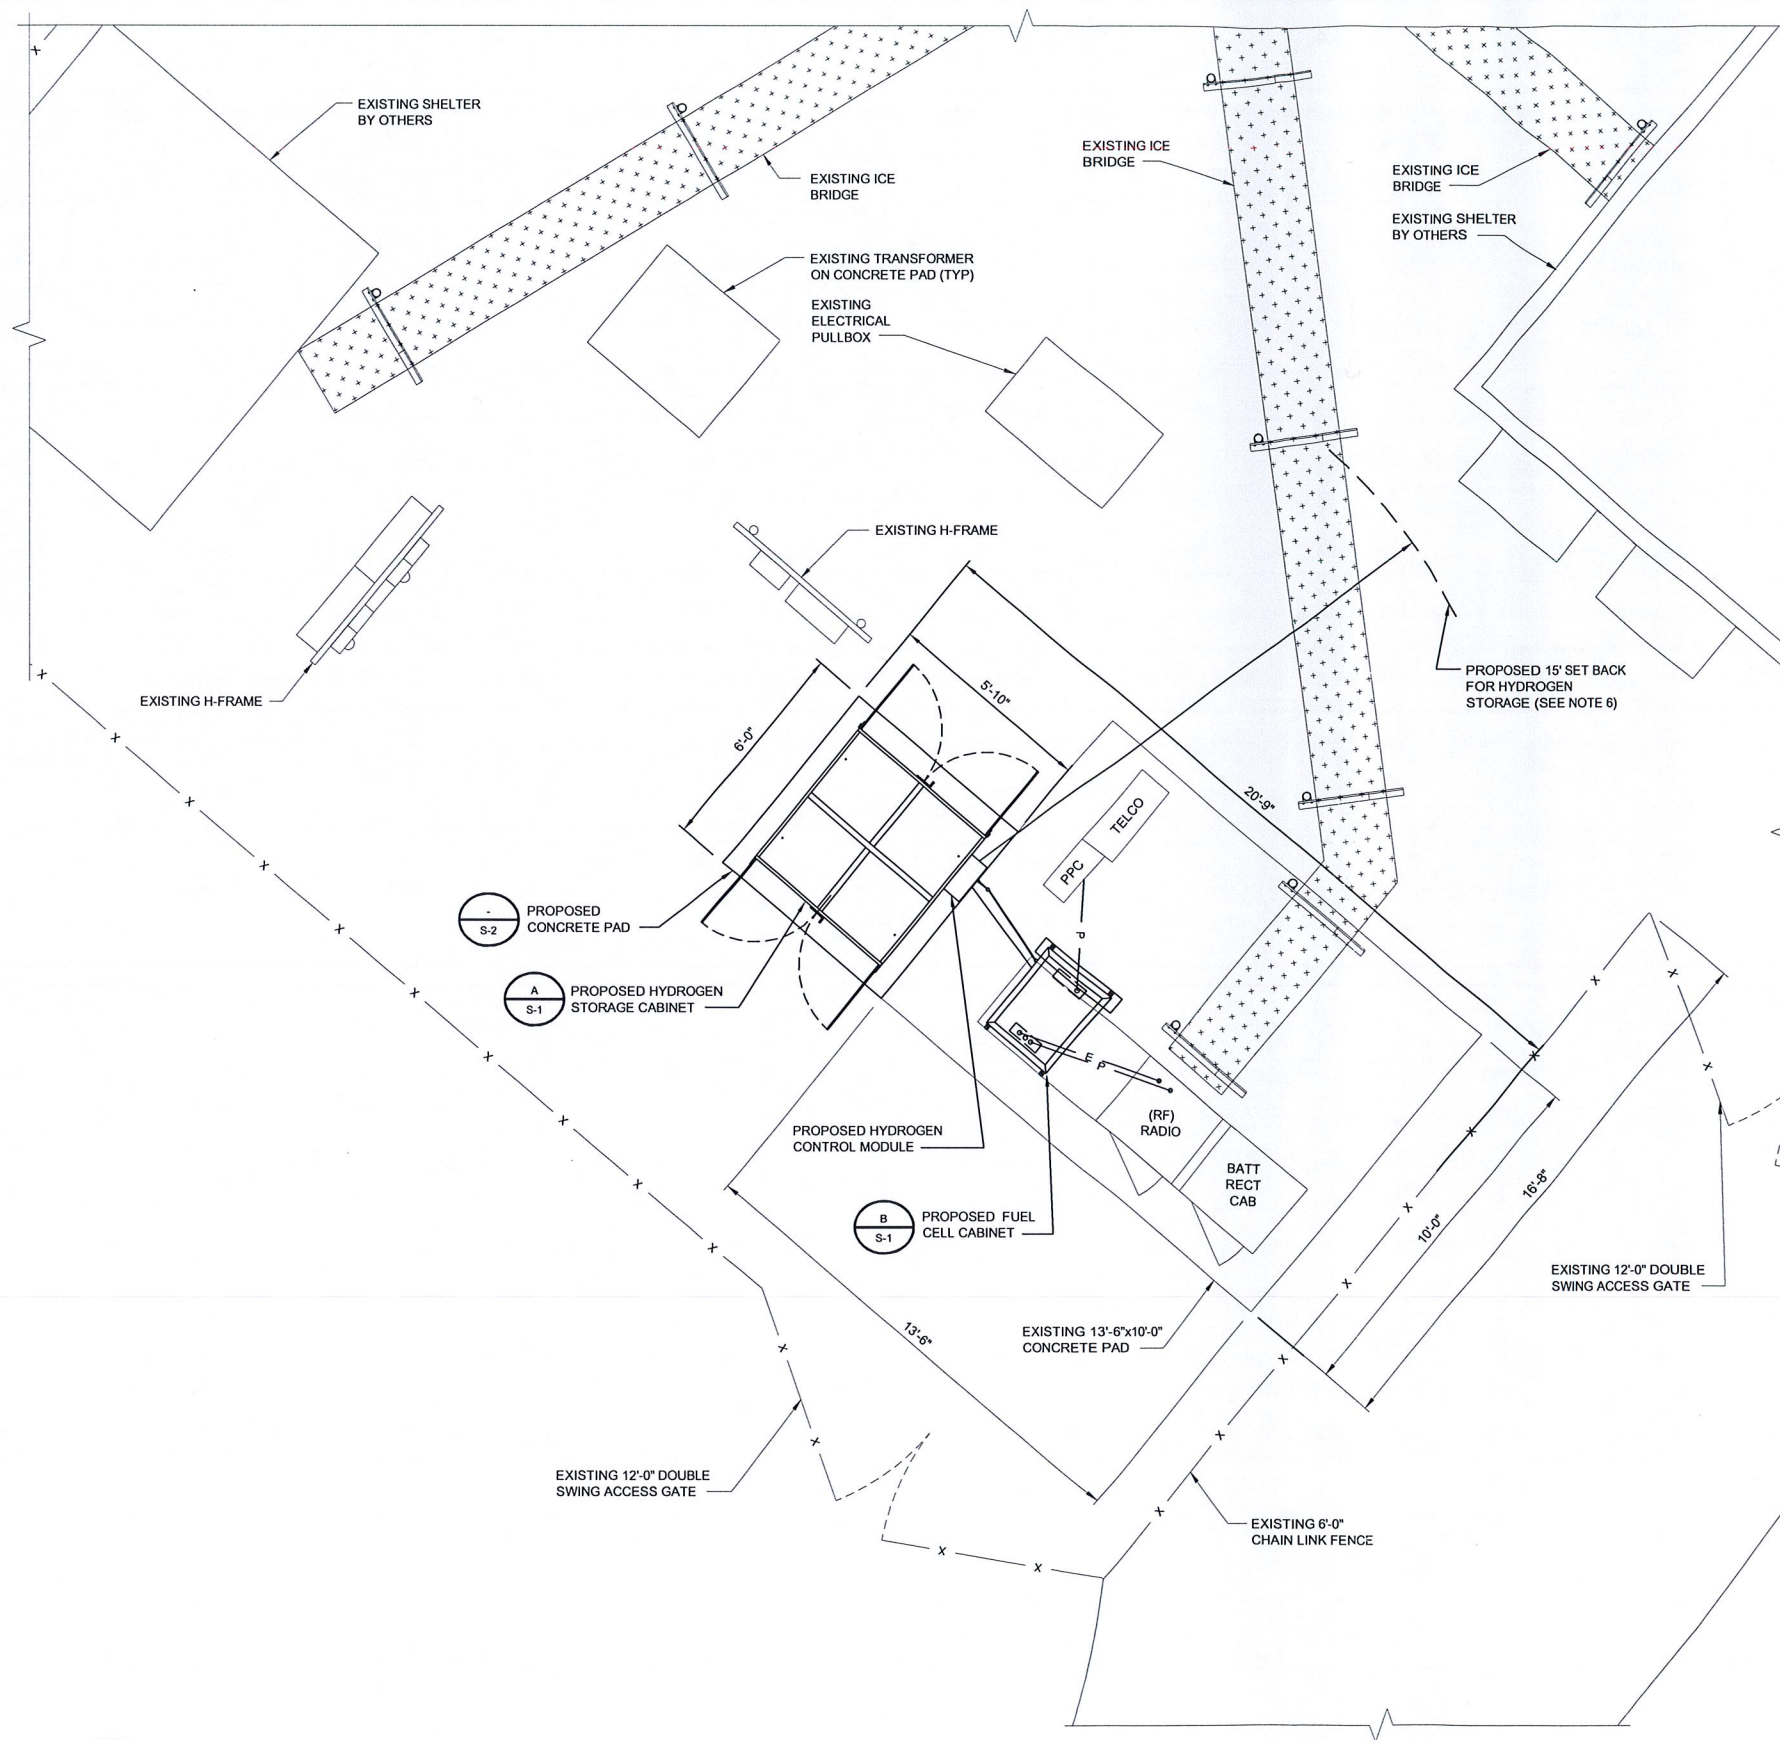 EXISTING SHELTER
BY OTHERS
EXISTING ICE
BRIDGE
EXISTING ICE
BRIDGE
EXISTING ICE
BRIDGE
EXISTING SHELTER
BY OTHERS
EXISTING TRANSFORMER
ON CONCRETE PAD (TYP)
EXISTING
ELECTRICAL
PULLBOX
EXISTING H-FRAME
EXISTING H-FRAME
PROPOSED 15' SET BACK
FOR HYDROGEN
STORAGE (SEE NOTE 6)
5'-10"
6'-0"
20'-9"
TELCO
PPC
P
-
S-2
PROPOSED
CONCRETE PAD
A
S-1
PROPOSED HYDROGEN
STORAGE CABINET
E
P
(RF)
RADIO
PROPOSED HYDROGEN
CONTROL MODULE
BATT
RECT
CAB
B
S-1
PROPOSED FUEL
CELL CABINET
16'-8"
10'-0"
EXISTING 12'-0" DOUBLE
SWING ACCESS GATE
13'-6"
EXISTING 13'-6"x10'-0"
CONCRETE PAD
EXISTING 12'-0" DOUBLE
SWING ACCESS GATE
EXISTING 6'-0"
CHAIN LINK FENCE